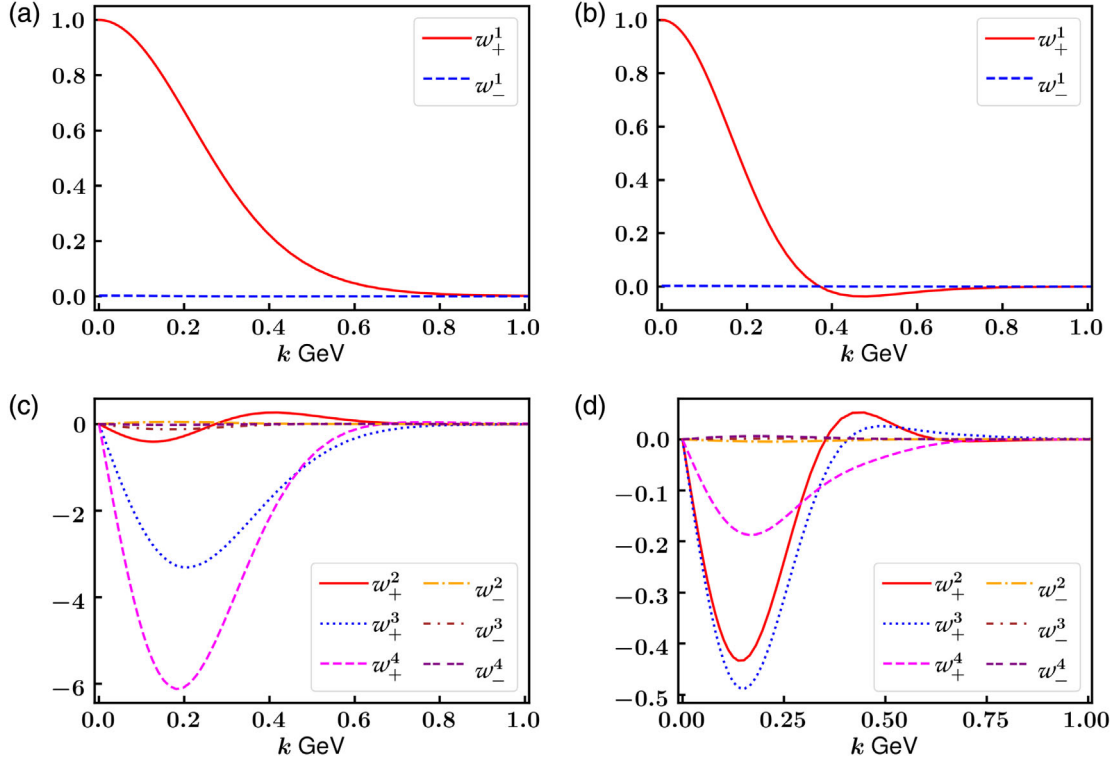 (a)
1.0
0.8
0.6
0.4
0.2
0.0
0.0 0.2 0.4 0.6 0.8 1.0
k GeV
w¹₊
w¹₋
(b)
1.0
0.8
0.6
0.4
0.2
0.0
0.0 0.2 0.4 0.6 0.8 1.0
k GeV
w¹₊
w¹₋
(c)
0
−2
−4
−6
0.0 0.2 0.4 0.6 0.8 1.0
k GeV
w²₊ w²₋
w³₊ w³₋
w⁴₊ w⁴₋
(d)
0.0
−0.1
−0.2
−0.3
−0.4
−0.5
0.00 0.25 0.50 0.75 1.00
k GeV
w²₊ w²₋
w³₊ w³₋
w⁴₊ w⁴₋